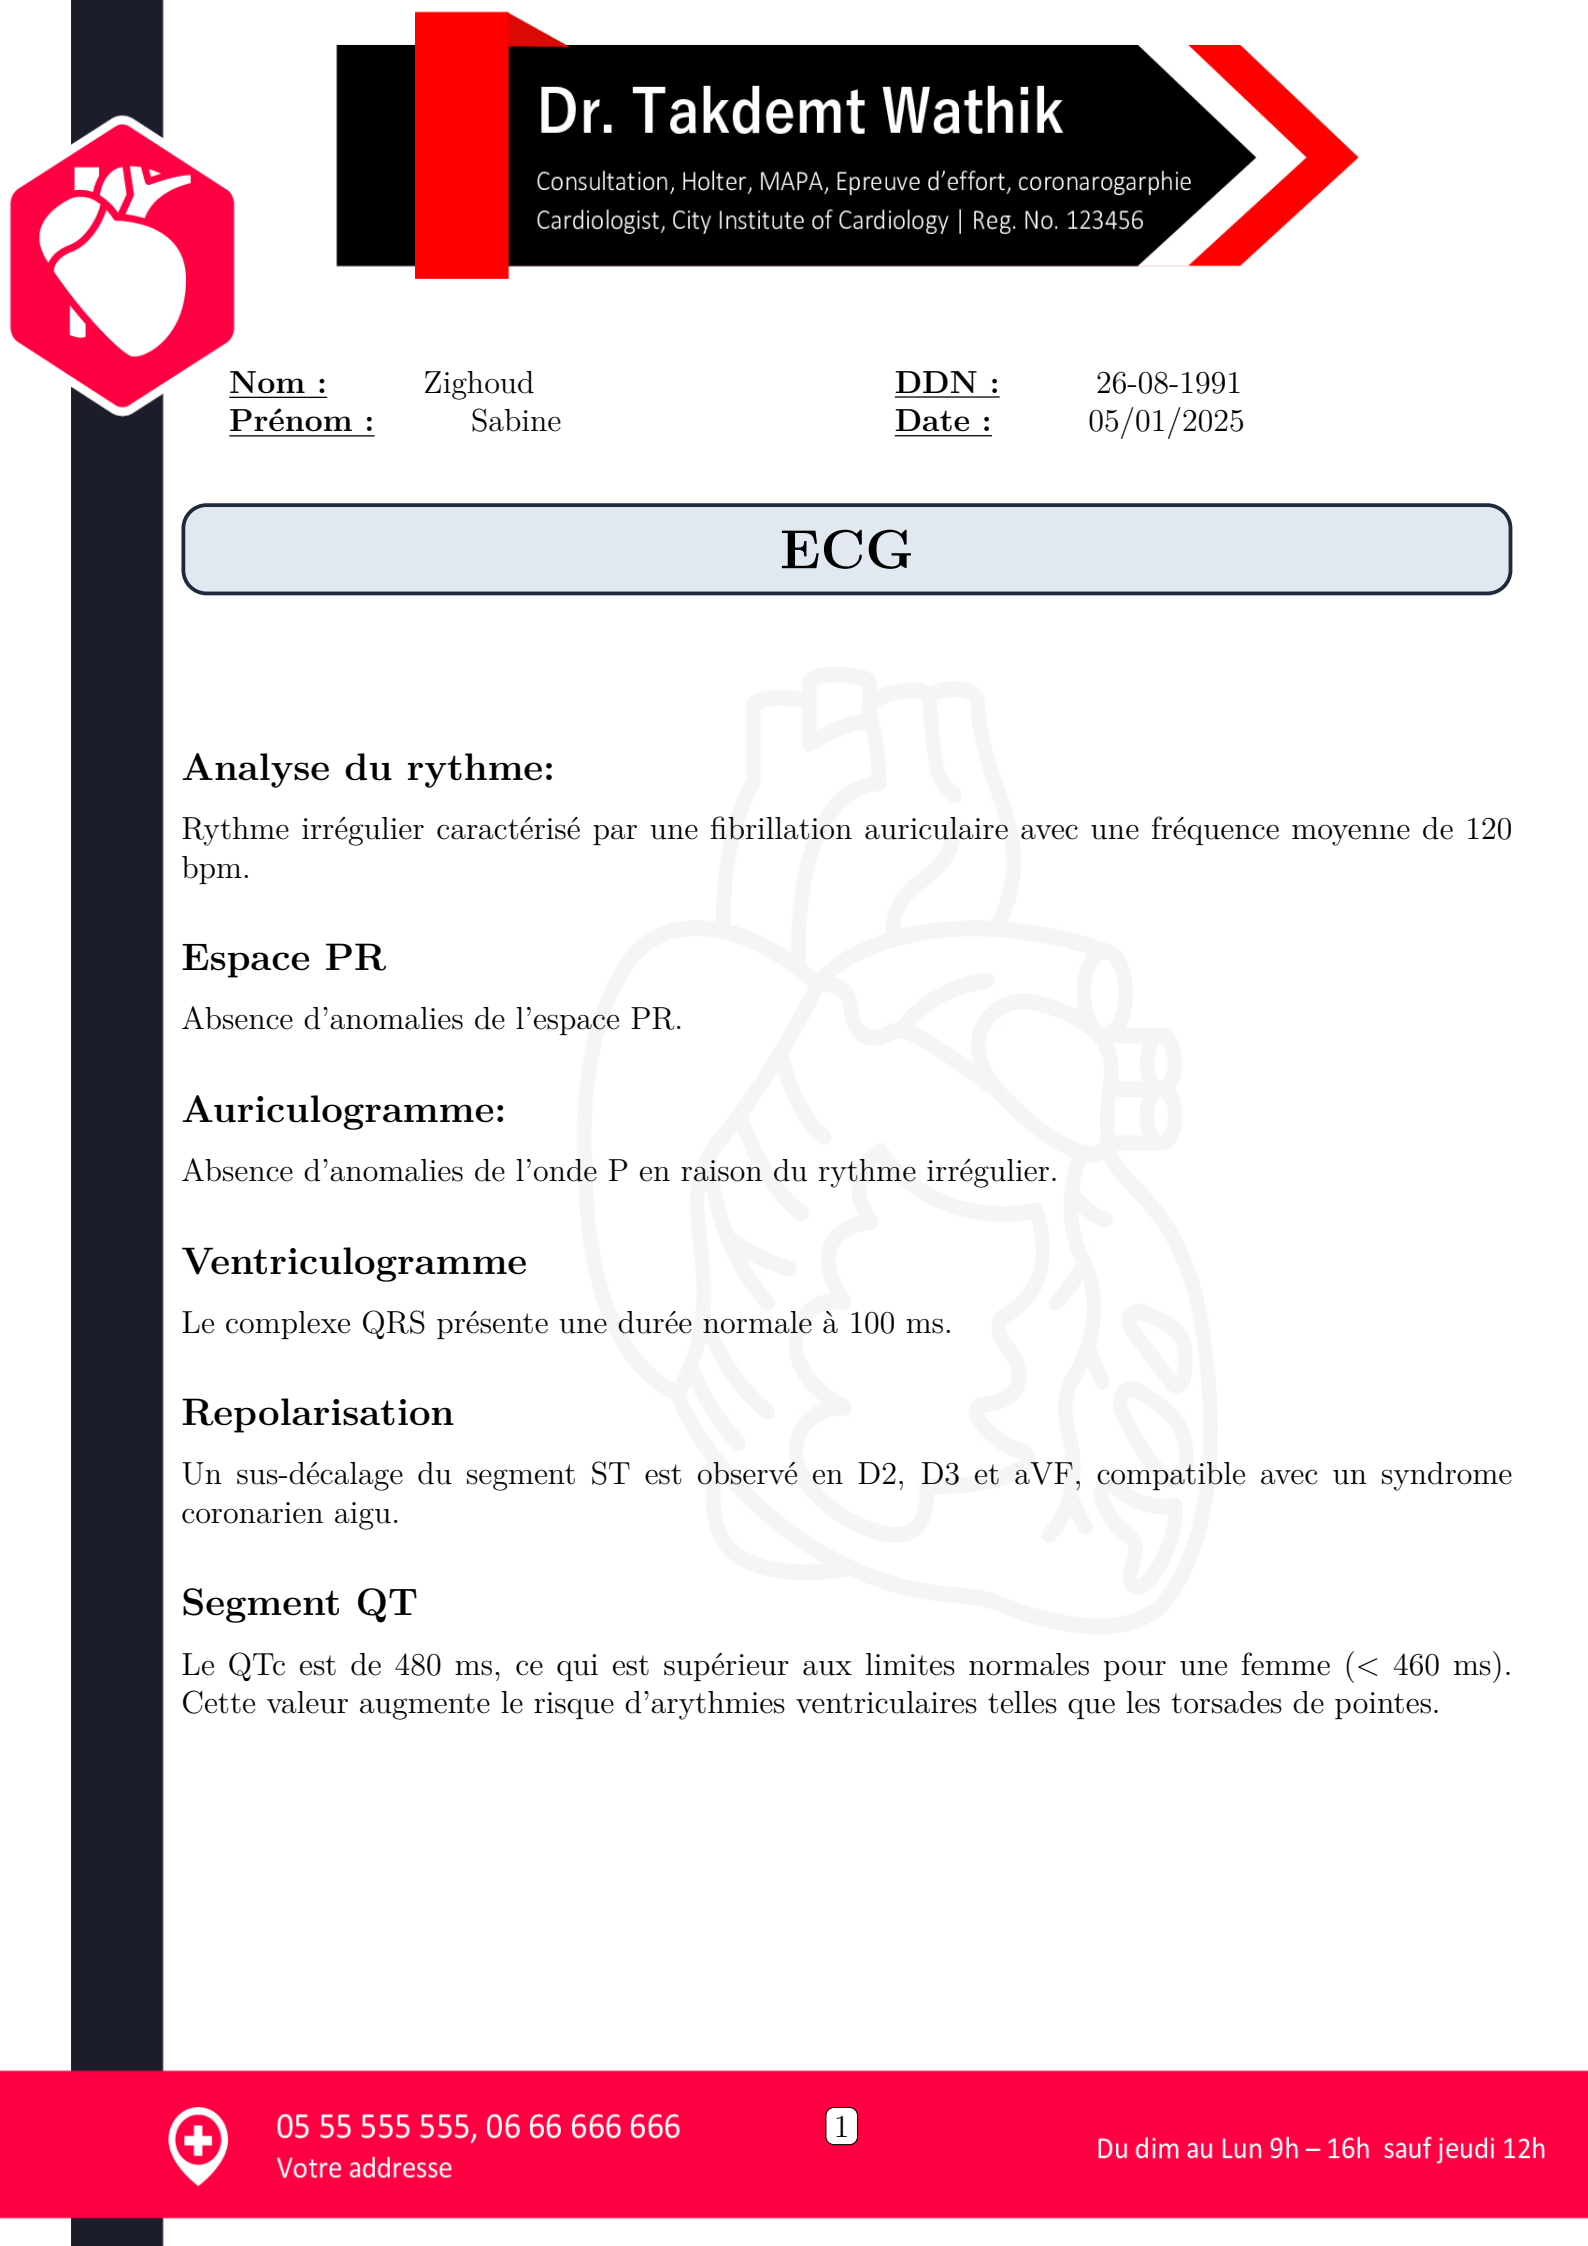 Dr. Takdemt Wathik
Consultation, Holter, MAPA, Epreuve d'effort, coronarogarphie
Cardiologist, City Institute of Cardiology | Reg. No. 123456
Nom : Zighoud DDN : 26-08-1991
Prénom : Sabine Date : 05/01/2025
ECG
Analyse du rythme:
Rythme irrégulier caractérisé par une fibrillation auriculaire avec une fréquence moyenne de 120
bpm.
Espace PR
Absence d'anomalies de l'espace PR.
Auriculogramme:
Absence d'anomalies de l'onde P en raison du rythme irrégulier.
Ventriculogramme
Le complexe QRS présente une durée normale à 100 ms.
Repolarisation
Un sus-décalage du segment ST est observé en D2, D3 et aVF, compatible avec un syndrome
coronarien aigu.
Segment QT
Le QTc est de 480 ms, ce qui est supérieur aux limites normales pour une femme (< 460 ms).
Cette valeur augmente le risque d'arythmies ventriculaires telles que les torsades de pointes.
05 55 555 555, 06 66 666 666
Votre addresse
1
Du dim au Lun 9h – 16h sauf jeudi 12h